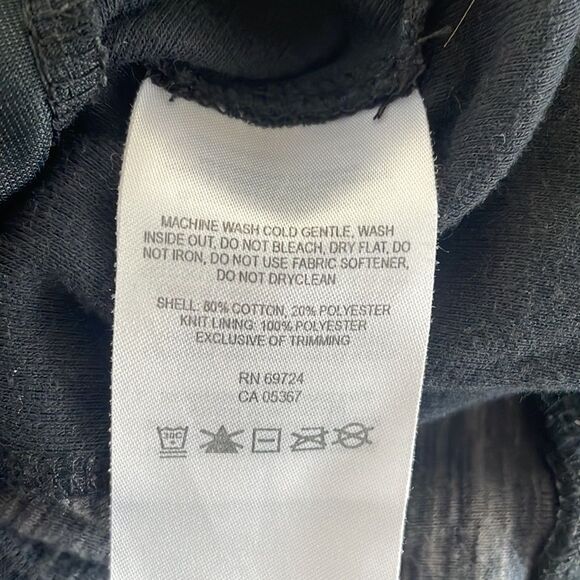 MACHINE WASH COLD GENTLE, WASH
INSIDE OUT, DO NOT BLEACH, DRY FLAT, DO
NOT IRON, DO NOT USE FABRIC SOFTENER,
DO NOT DRYCLEAN
SHELL: 80% COTTON, 20% POLYESTER
KNIT LINING: 100% POLYESTER
EXCLUSIVE OF TRIMMING
RN 69724
CA 05367
30C